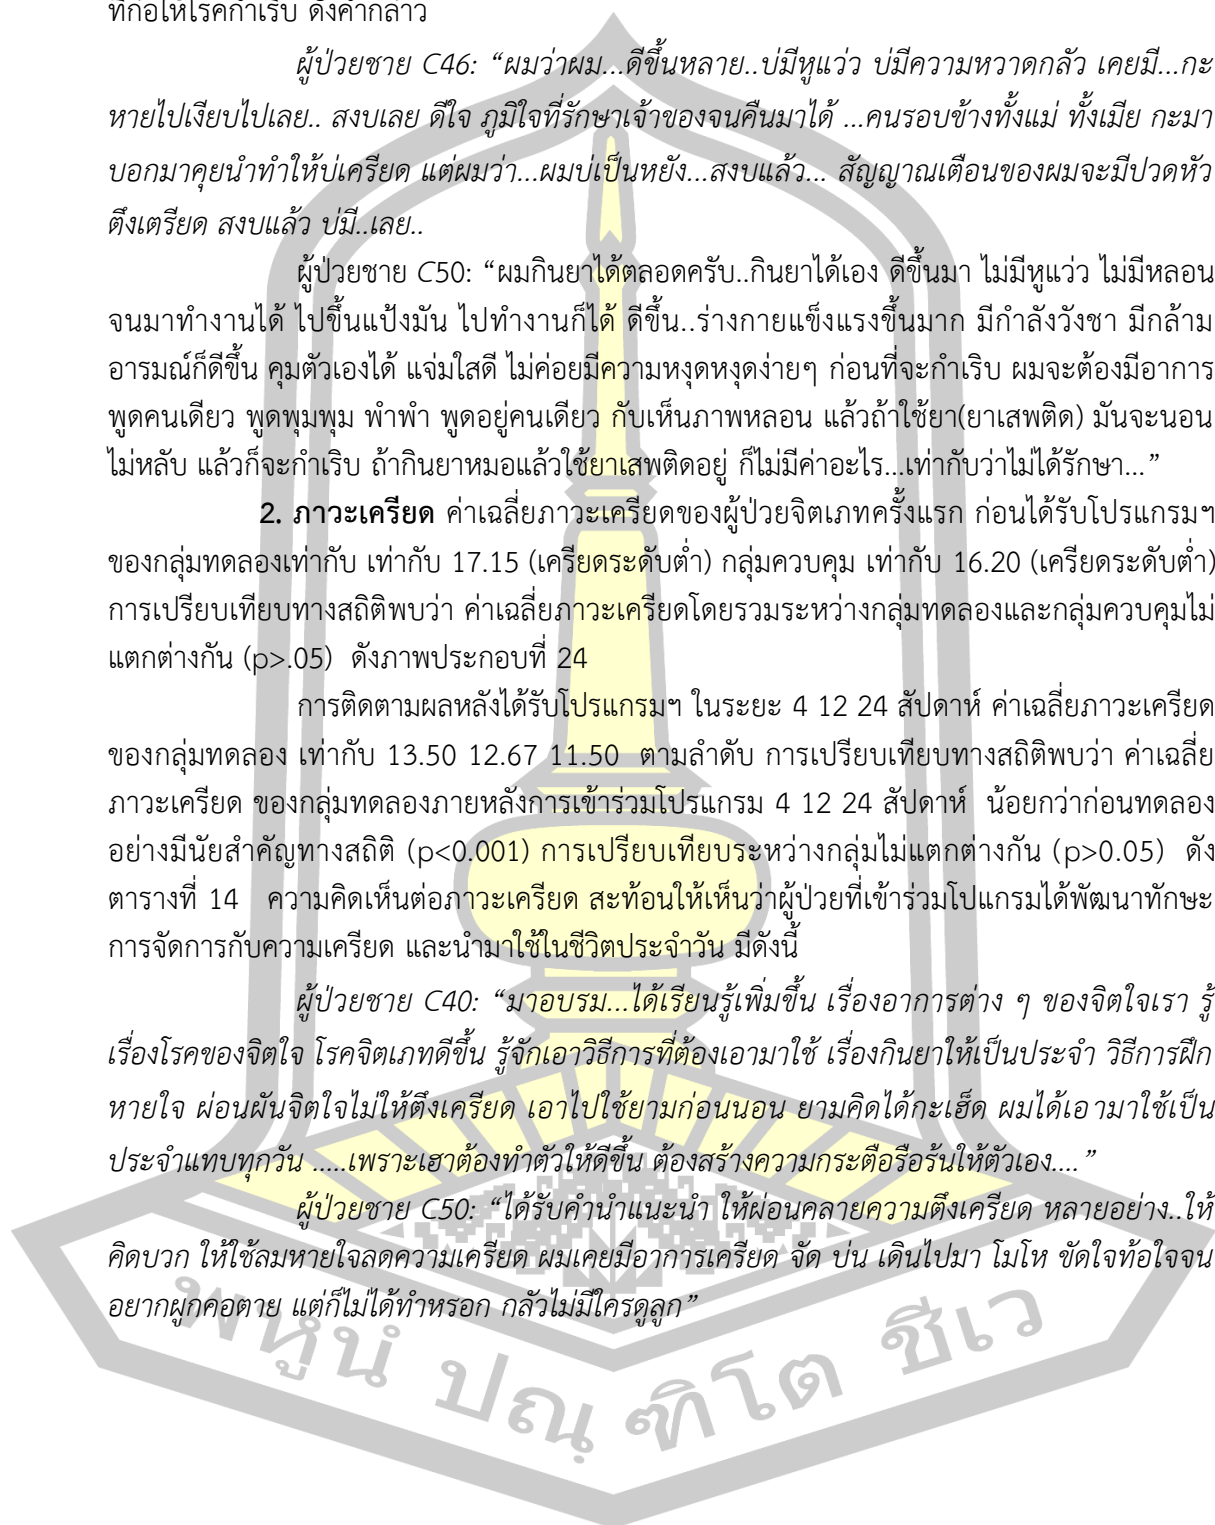 ที่ก่อให้โรคกำเริบ ดังคำกล่าว
ผู้ป่วยชาย C46: “ผมว่าผม...ดีขึ้นหลาย..บ่มีหูแว่ว บ่มีความหวาดกลัว เคยมี...กะ
หายไปเงียบไปเลย.. สงบเลย ดีใจ ภูมิใจที่รักษาเจ้าของจนคืนมาได้ ...คนรอบข้างทั้งแม่ ทั้งเมีย กะมา
บอกมาคุยนำทำให้บ่เครียด แต่ผมว่า...ผมบ่เป็นหยัง...สงบแล้ว... สัญญาณเตือนของผมจะมีปวดหัว
ตึงเตรียด สงบแล้ว บ่มี..เลย..
ผู้ป่วยชาย C50: “ผมกินยาได้ตลอดครับ..กินยาได้เอง ดีขึ้นมา ไม่มีหูแว่ว ไม่มีหลอน
จนมาทำงานได้ ไปขึ้นแป้งมัน ไปทำงานก็ได้ ดีขึ้น..ร่างกายแข็งแรงขึ้นมาก มีกำลังวังชา มีกล้าม
อารมณ์ก็ดีขึ้น คุมตัวเองได้ แจ่มใสดี ไม่ค่อยมีความหงุดหงุดง่ายๆ ก่อนที่จะกำเริบ ผมจะต้องมีอาการ
พูดคนเดียว พูดพุมพุม พำพำ พูดอยู่คนเดียว กับเห็นภาพหลอน แล้วถ้าใช้ยา(ยาเสพติด) มันจะนอน
ไม่หลับ แล้วก็จะกำเริบ ถ้ากินยาหมอแล้วใช้ยาเสพติดอยู่ ก็ไม่มีค่าอะไร...เท่ากับว่าไม่ได้รักษา...”
2. ภาวะเครียด ค่าเฉลี่ยภาวะเครียดของผู้ป่วยจิตเภทครั้งแรก ก่อนได้รับโปรแกรมฯ
ของกลุ่มทดลองเท่ากับ เท่ากับ 17.15 (เครียดระดับต่ำ) กลุ่มควบคุม เท่ากับ 16.20 (เครียดระดับต่ำ)
การเปรียบเทียบทางสถิติพบว่า ค่าเฉลี่ยภาวะเครียดโดยรวมระหว่างกลุ่มทดลองและกลุ่มควบคุมไม่
แตกต่างกัน (p>.05) ดังภาพประกอบที่ 24
การติดตามผลหลังได้รับโปรแกรมฯ ในระยะ 4 12 24 สัปดาห์ ค่าเฉลี่ยภาวะเครียด
ของกลุ่มทดลอง เท่ากับ 13.50 12.67 11.50 ตามลำดับ การเปรียบเทียบทางสถิติพบว่า ค่าเฉลี่ย
ภาวะเครียด ของกลุ่มทดลองภายหลังการเข้าร่วมโปรแกรม 4 12 24 สัปดาห์ น้อยกว่าก่อนทดลอง
อย่างมีนัยสำคัญทางสถิติ (p<0.001) การเปรียบเทียบระหว่างกลุ่มไม่แตกต่างกัน (p>0.05) ดัง
ตารางที่ 14 ความคิดเห็นต่อภาวะเครียด สะท้อนให้เห็นว่าผู้ป่วยที่เข้าร่วมโปแกรมได้พัฒนาทักษะ
การจัดการกับความเครียด และนำมาใช้ในชีวิตประจำวัน มีดังนี้
ผู้ป่วยชาย C40: “มาอบรม...ได้เรียนรู้เพิ่มขึ้น เรื่องอาการต่าง ๆ ของจิตใจเรา รู้
เรื่องโรคของจิตใจ โรคจิตเภทดีขึ้น รู้จักเอาวิธีการที่ต้องเอามาใช้ เรื่องกินยาให้เป็นประจำ วิธีการฝึก
หายใจ ผ่อนผันจิตใจไม่ให้ตึงเครียด เอาไปใช้ยามก่อนนอน ยามคิดได้กะเฮ็ด ผมได้เอามาใช้เป็น
ประจำแทบทุกวัน .....เพราะเฮาต้องทำตัวให้ดีขึ้น ต้องสร้างความกระตือรือร้นให้ตัวเอง....”
ผู้ป่วยชาย C50: “ได้รับคำนำแนะนำ ให้ผ่อนคลายความตึงเครียด หลายอย่าง..ให้
คิดบวก ให้ใช้ลมหายใจลดความเครียด ผมเคยมีอาการเครียด จัด บ่น เดินไปมา โมโห ขัดใจท้อใจจน
อยากผูกคอตาย แต่ก็ไม่ได้ทำหรอก กลัวไม่มีใครดูลูก”
พหูนํ ปณฺฑิโต ชีเว